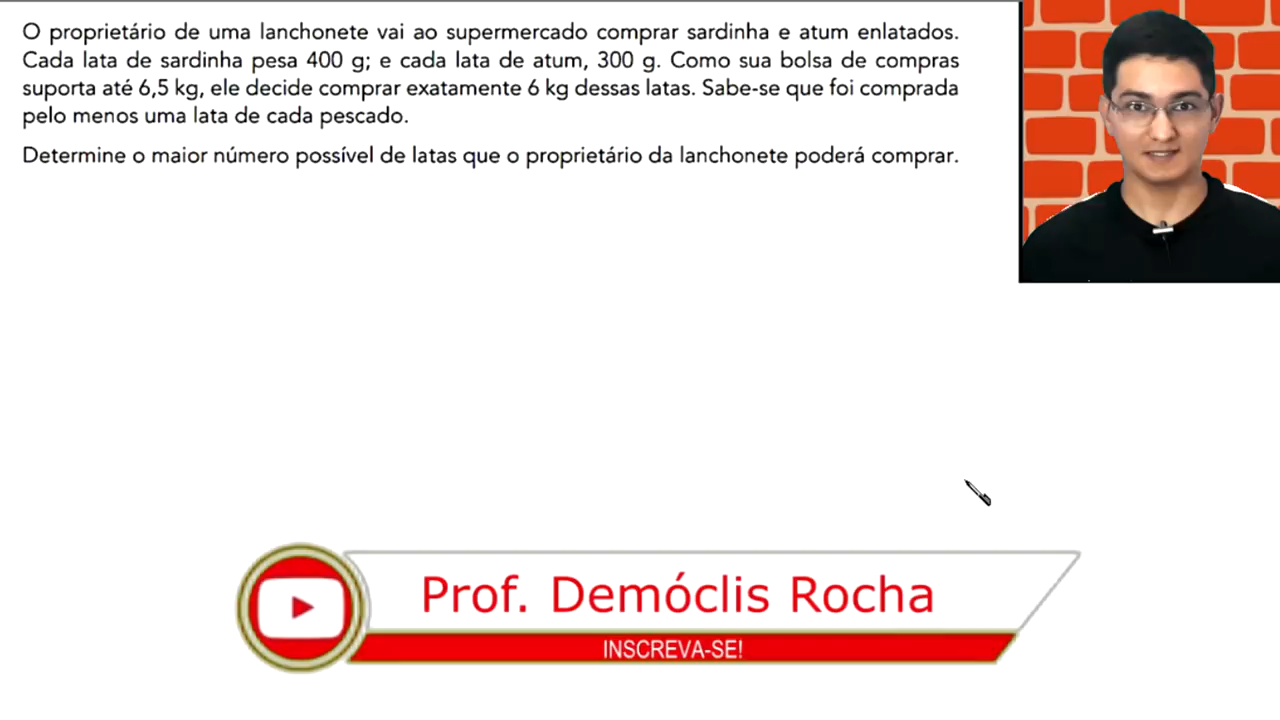 O proprietário de uma lanchonete vai ao supermercado comprar sardinha e atum enlatados.
Cada lata de sardinha pesa 400 g; e cada lata de atum, 300 g. Como sua bolsa de compras
suporta até 6,5 kg, ele decide comprar exatamente 6 kg dessas latas. Sabe-se que foi comprada
pelo menos uma lata de cada pescado.
Determine o maior número possível de latas que o proprietário da lanchonete poderá comprar.
Prof. Demóclis Rocha
INSCREVA-SE!